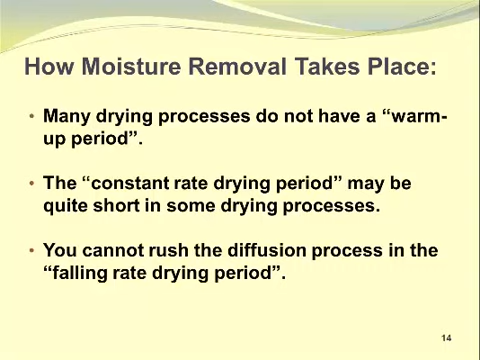 How Moisture Removal Takes Place:
• Many drying processes do not have a “warm-
up period”.
• The “constant rate drying period” may be
quite short in some drying processes.
• You cannot rush the diffusion process in the
“falling rate drying period”.
14